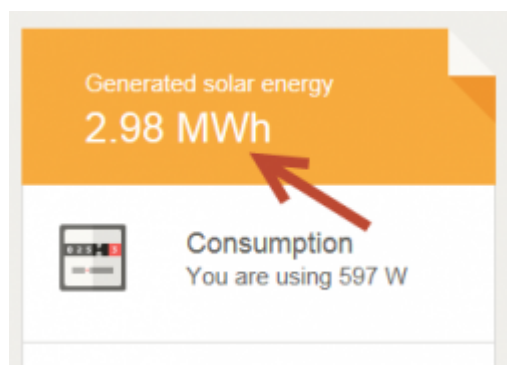 Generated solar energy
2.98 MWh
Consumption
You are using 597 W